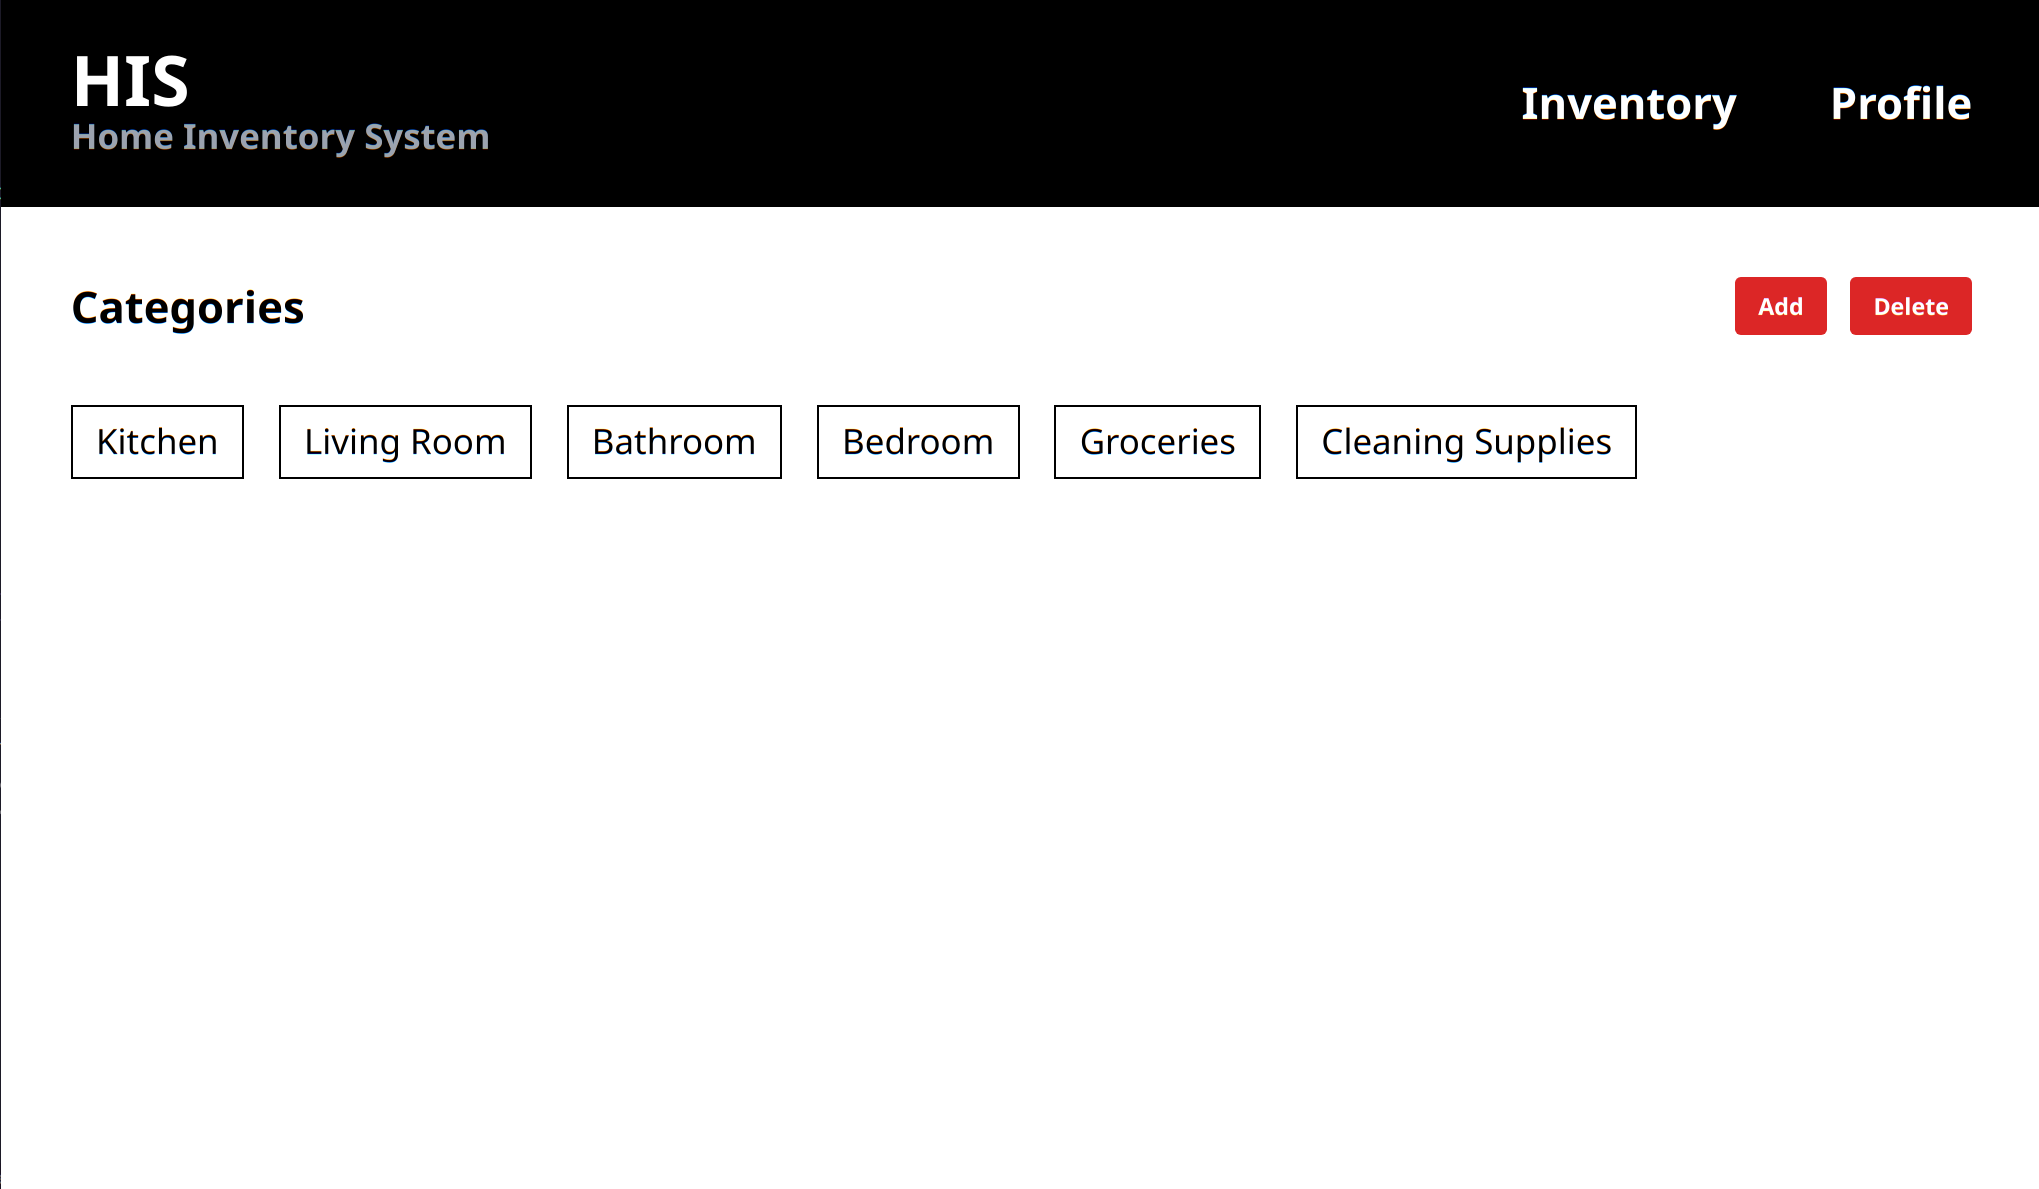 HIS
Home Inventory System
Inventory Profile
Categories
Add Delete
Kitchen Living Room Bathroom Bedroom Groceries Cleaning Supplies